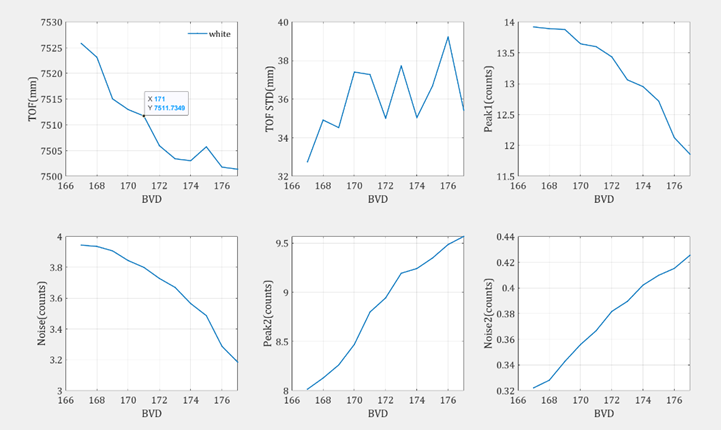 7530
7525
7520
7515
7510
7505
7500
TOF(mm)
white
X 171
Y 7511.7349
166 168 170 172 174 176
BVD
40
38
36
34
32
TOF STD(mm)
166 168 170 172 174 176
BVD
14
13.5
13
12.5
12
11.5
Peak1(counts)
166 168 170 172 174 176
BVD
4
3.8
3.6
3.4
3.2
3
Noise(counts)
166 168 170 172 174 176
BVD
9.5
9
8.5
8
Peak2(counts)
166 168 170 172 174 176
BVD
0.44
0.42
0.4
0.38
0.36
0.34
0.32
Noise2(counts)
166 168 170 172 174 176
BVD